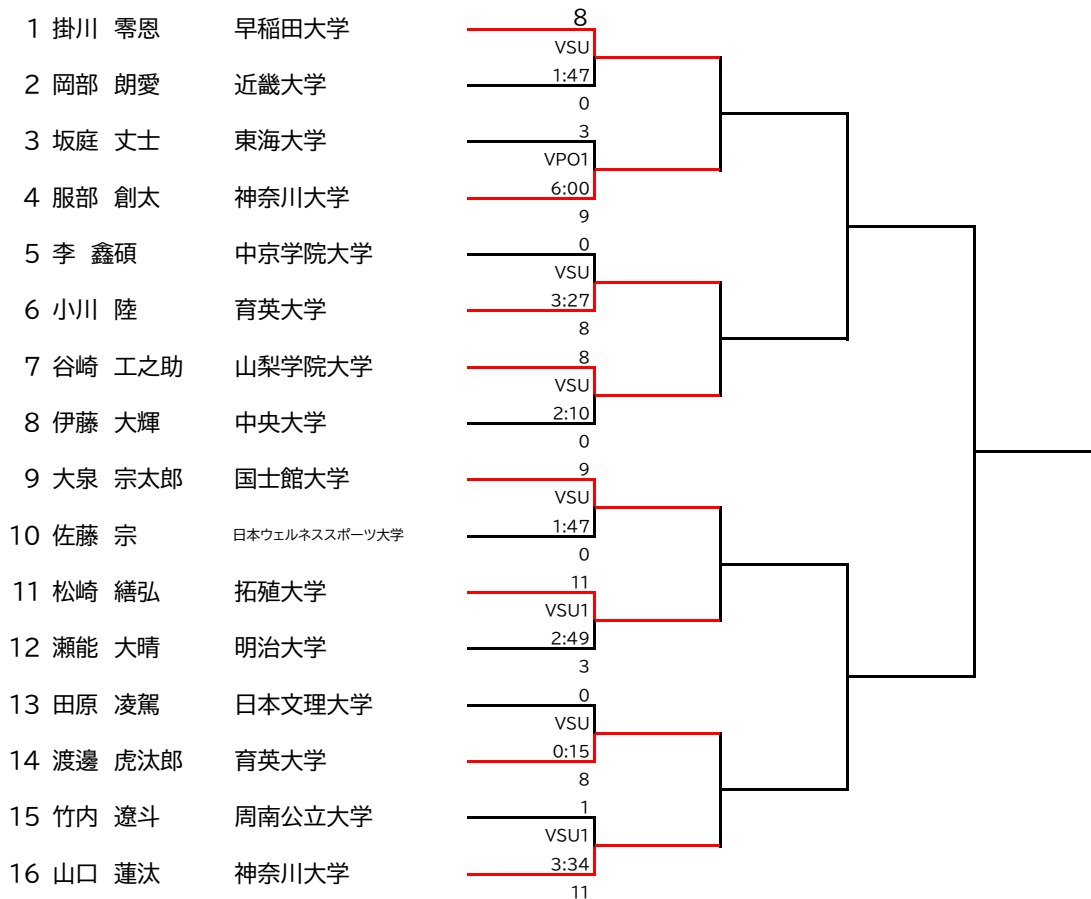 8
1 掛川 零恩 早稲田大学
VSU
1:47
2 岡部 朗愛 近畿大学
0
3
3 坂庭 丈士 東海大学
VPO1
6:00
4 服部 創太 神奈川大学
9
0
5 李 鑫碩 中京学院大学
VSU
3:27
6 小川 陸 育英大学
8
8
7 谷崎 工之助 山梨学院大学
VSU
2:10
8 伊藤 大輝 中央大学
0
9
9 大泉 宗太郎 国士館大学
VSU
1:47
10 佐藤 宗 日本ウェルネススポーツ大学
0
11
11 松崎 繕弘 拓殖大学
VSU1
2:49
12 瀬能 大晴 明治大学
3
0
13 田原 凌駕 日本文理大学
VSU
0:15
14 渡邊 虎汰郎 育英大学
8
1
15 竹内 遼斗 周南公立大学
VSU1
3:34
16 山口 蓮汰 神奈川大学
11